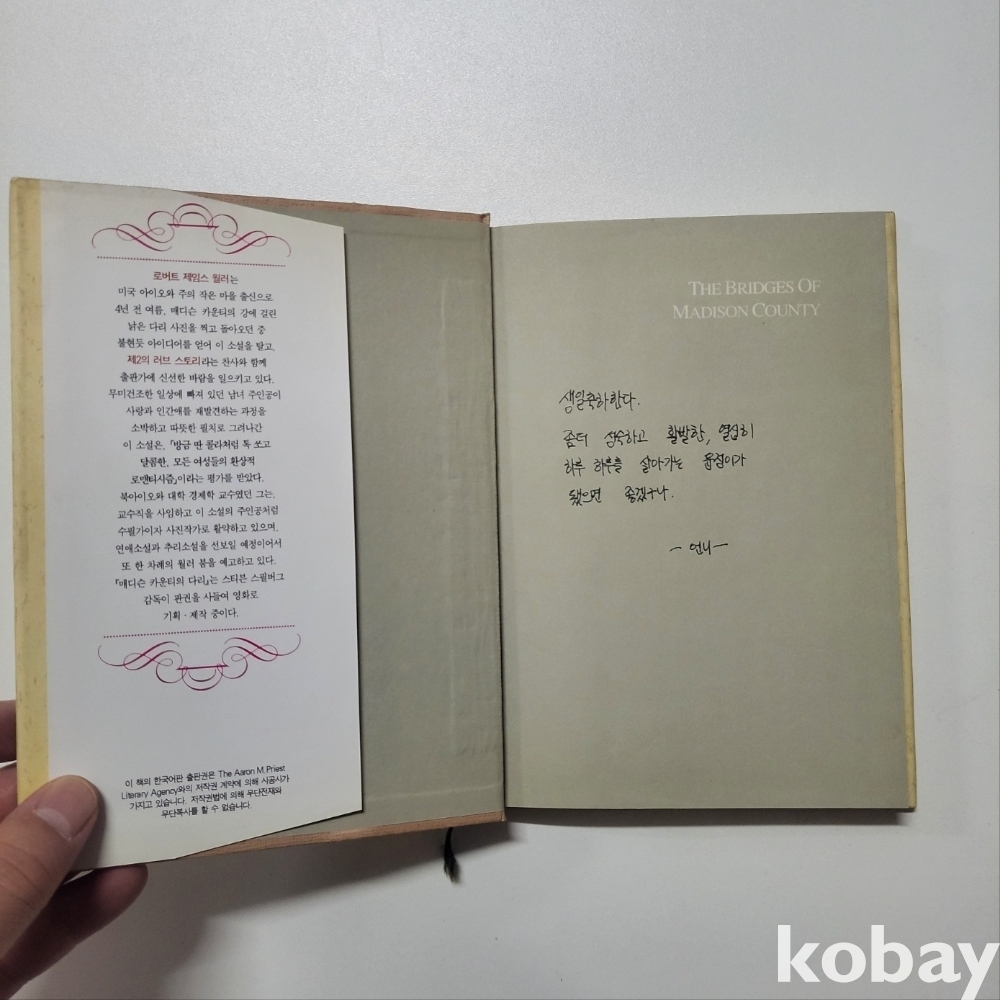 로버트 제임스 월러는
미국 아이오와 주의 작은 마을 출신으로
4년 전 여름, 매디슨 카운티의 강에 걸린
낡은 다리 사진을 찍고 돌아오던 중
불현듯 아이디어를 얻어 이 소설을 탈고,
제2의 러브 스토리라는 찬사와 함께
출판가에 신선한 바람을 일으키고 있다.
무미건조한 일상에 빠져 있던 남녀 주인공이
사랑과 인간애를 재발견하는 과정을
소박하고 따뜻한 필치로 그려나간
이 소설은, 「방금 딴 콜라처럼 톡 쏘고
달콤한, 모든 여성들의 환상적
로맨티시즘」이라는 평가를 받았다.
북아이오와 대학 경제학 교수였던 그는,
교수직을 사임하고 이 소설의 주인공처럼
수필가이자 사진작가로 활약하고 있으며,
연애소설과 추리소설을 선보일 예정이어서
또 한 차례의 월러 붐을 예고하고 있다.
『매디슨 카운티의 다리』는 스티븐 스필버그
감독이 판권을 사들여 영화로
기획·제작 중이다.
이 책의 한국어판 출판권은 The Aaron M. Priest
Literary Agency와의 저작권 계약에 의해 시공사가
가지고 있습니다. 저작권법에 의해 무단전재와
무단복사를 할 수 없습니다.
THE BRIDGES OF
MADISON COUNTY
생일축하한다.
좀더 성숙하고 활발한, 열심히
하루 하루를 살아가는
됐으면 좋겠구나.
- 언니 -
kobay